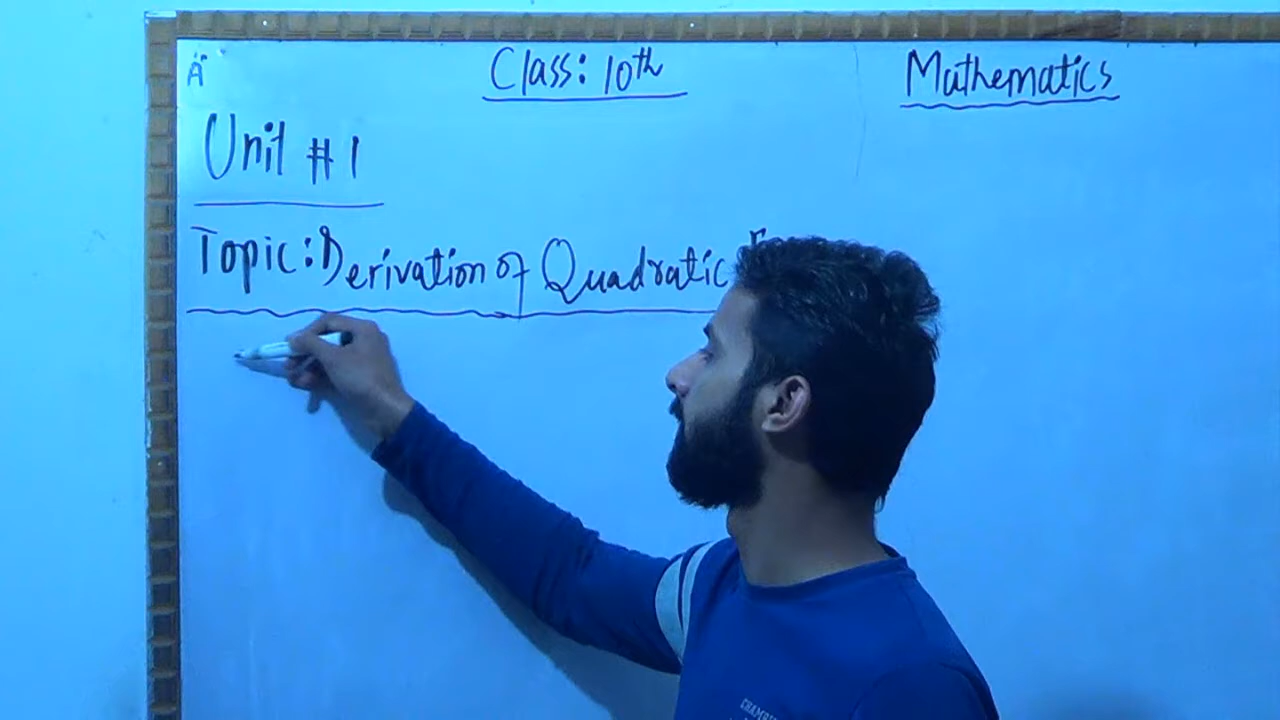 Ä Class: 10th Mathematics
Unit # 1
Topic: Derivation of Quadratic